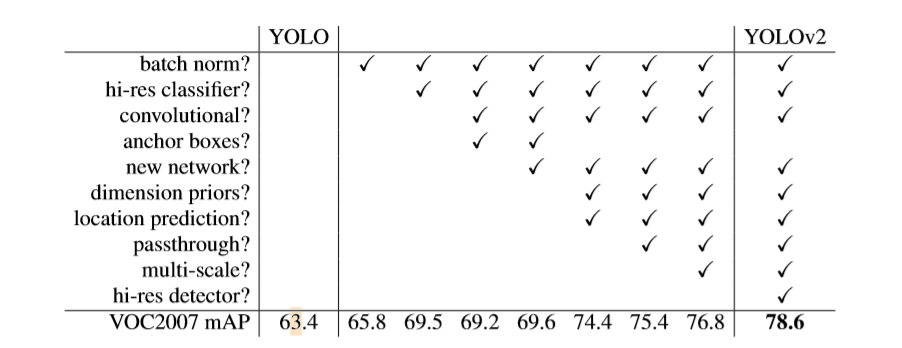 YOLO YOLOv2
batch norm? ✓ ✓ ✓ ✓ ✓ ✓ ✓ ✓
hi-res classifier? ✓ ✓ ✓ ✓ ✓ ✓ ✓
convolutional? ✓ ✓ ✓ ✓ ✓ ✓
anchor boxes? ✓ ✓
new network? ✓ ✓ ✓ ✓ ✓
dimension priors? ✓ ✓ ✓ ✓
location prediction? ✓ ✓ ✓ ✓
passthrough? ✓ ✓ ✓
multi-scale? ✓ ✓
hi-res detector? ✓
VOC2007 mAP 63.4 65.8 69.5 69.2 69.6 74.4 75.4 76.8 78.6